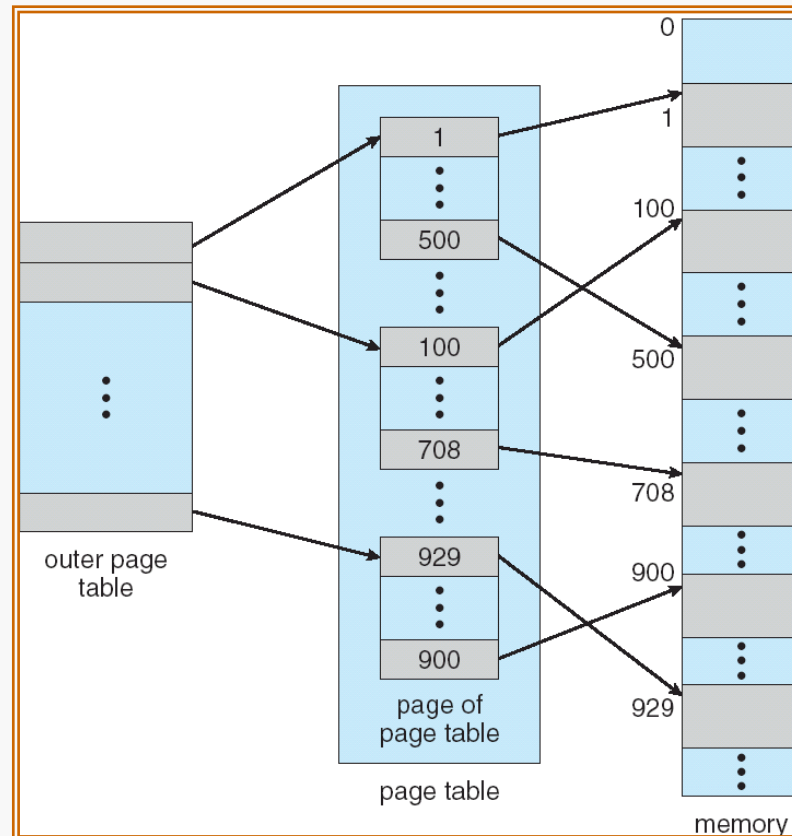 outer page
table
1
500
100
708
929
900
page of
page table
page table
0
1
100
500
708
900
929
memory